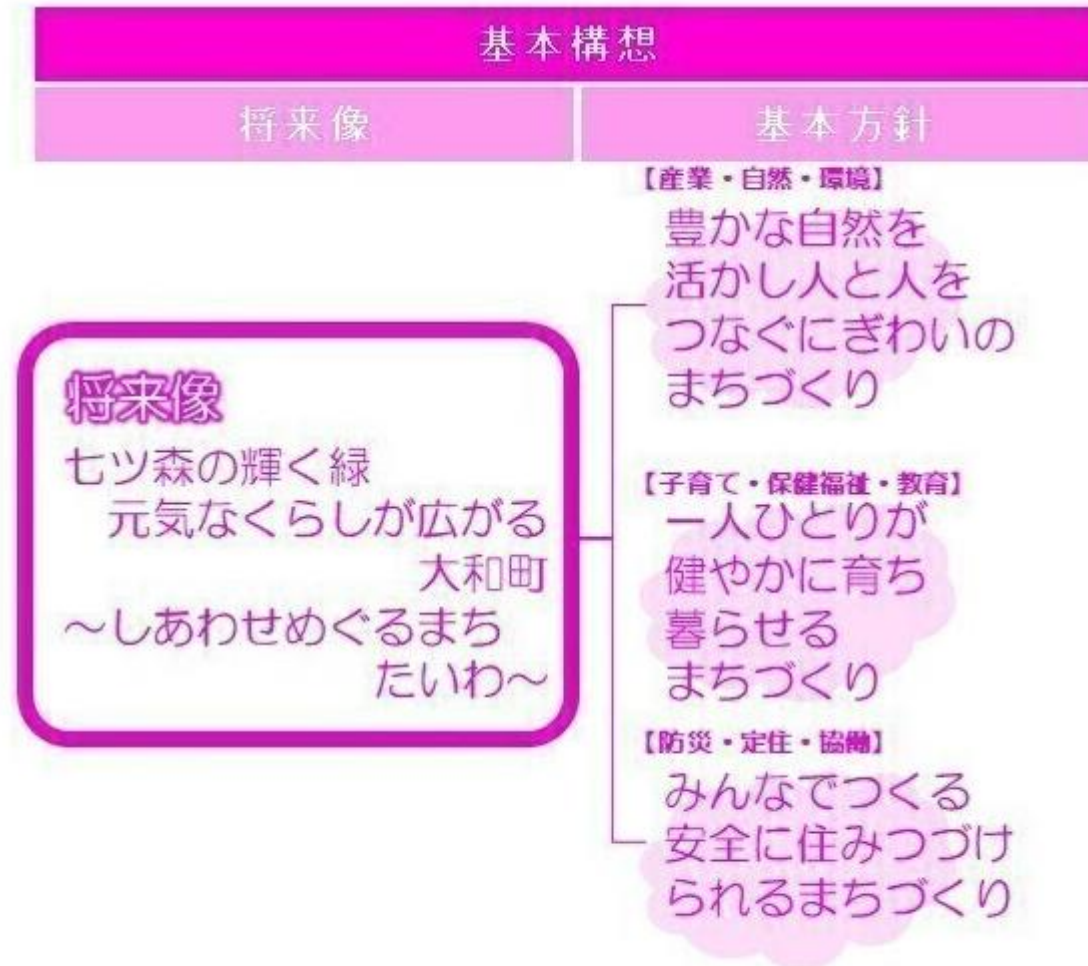 基本構想
将来像
基本方針
将来像
七ツ森の輝く緑
元気なくらしが広がる
大和町
～しあわせめぐるまち
たいわ～
【産業・自然・環境】
豊かな自然を
活かし人と人を
つなぐにぎわいの
まちづくり
【子育て・保健福祉・教育】
一人ひとりが
健やかに育ち
暮らせる
まちづくり
【防災・定住・協働】
みんなでつくる
安全に住みつづけ
られるまちづくり